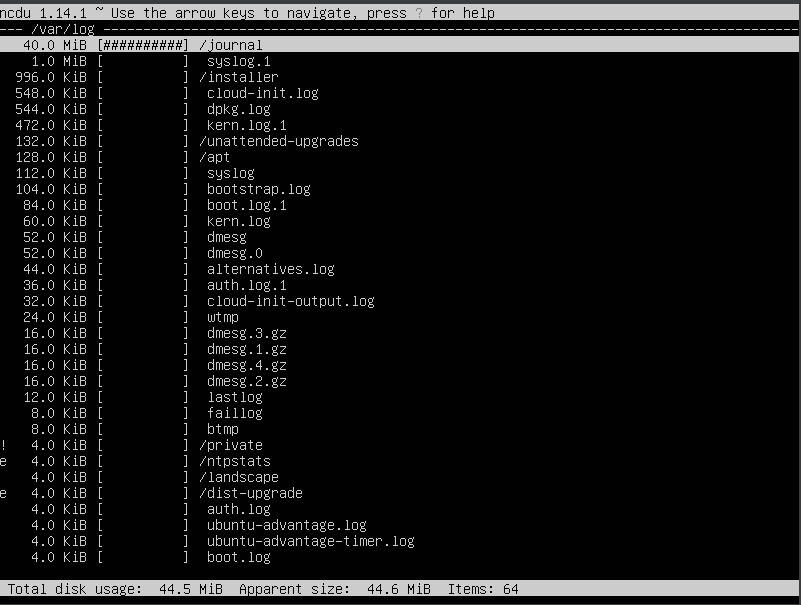 ncdu 1.14.1 ~ Use the arrow keys to navigate, press ? for help
--- /var/log ----------------------------------------------------------------------------------------
   40.0 MiB [##########] /journal
    1.0 MiB [          ]  syslog.1
  996.0 KiB [          ] /installer
  548.0 KiB [          ]  cloud-init.log
  544.0 KiB [          ]  dpkg.log
  472.0 KiB [          ]  kern.log.1
  132.0 KiB [          ] /unattended-upgrades
  128.0 KiB [          ] /apt
  112.0 KiB [          ]  syslog
  104.0 KiB [          ]  bootstrap.log
   84.0 KiB [          ]  boot.log.1
   60.0 KiB [          ]  kern.log
   52.0 KiB [          ]  dmesg
   52.0 KiB [          ]  dmesg.0
   44.0 KiB [          ]  alternatives.log
   36.0 KiB [          ]  auth.log.1
   32.0 KiB [          ]  cloud-init-output.log
   24.0 KiB [          ]  wtmp
   16.0 KiB [          ]  dmesg.3.gz
   16.0 KiB [          ]  dmesg.1.gz
   16.0 KiB [          ]  dmesg.4.gz
   16.0 KiB [          ]  dmesg.2.gz
   12.0 KiB [          ]  lastlog
    8.0 KiB [          ]  faillog
    8.0 KiB [          ]  btmp
!   4.0 KiB [          ] /private
e   4.0 KiB [          ] /ntpstats
    4.0 KiB [          ] /landscape
e   4.0 KiB [          ] /dist-upgrade
    4.0 KiB [          ]  auth.log
    4.0 KiB [          ]  ubuntu-advantage.log
    4.0 KiB [          ]  ubuntu-advantage-timer.log
    4.0 KiB [          ]  boot.log
Total disk usage:  44.5 MiB  Apparent size:  44.6 MiB  Items: 64